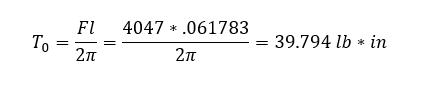 T₀ = Fl/2π = 4047 * .061783/2π = 39.794 lb * in